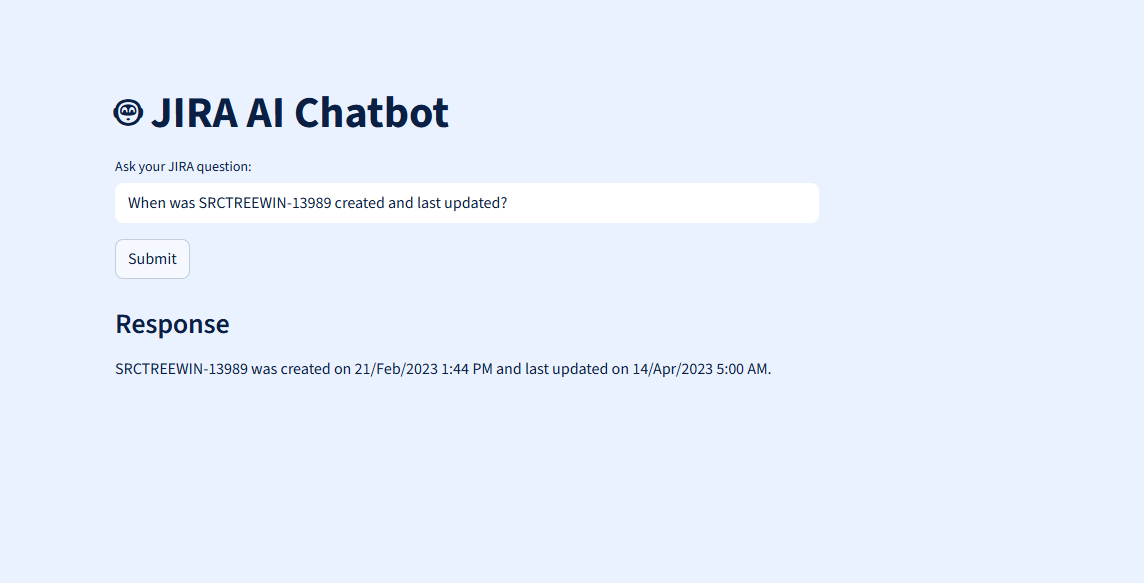 JIRA AI Chatbot
Ask your JIRA question:
When was SRCTREEWIN-13989 created and last updated?
Submit
Response
SRCTREEWIN-13989 was created on 21/Feb/2023 1:44 PM and last updated on 14/Apr/2023 5:00 AM.